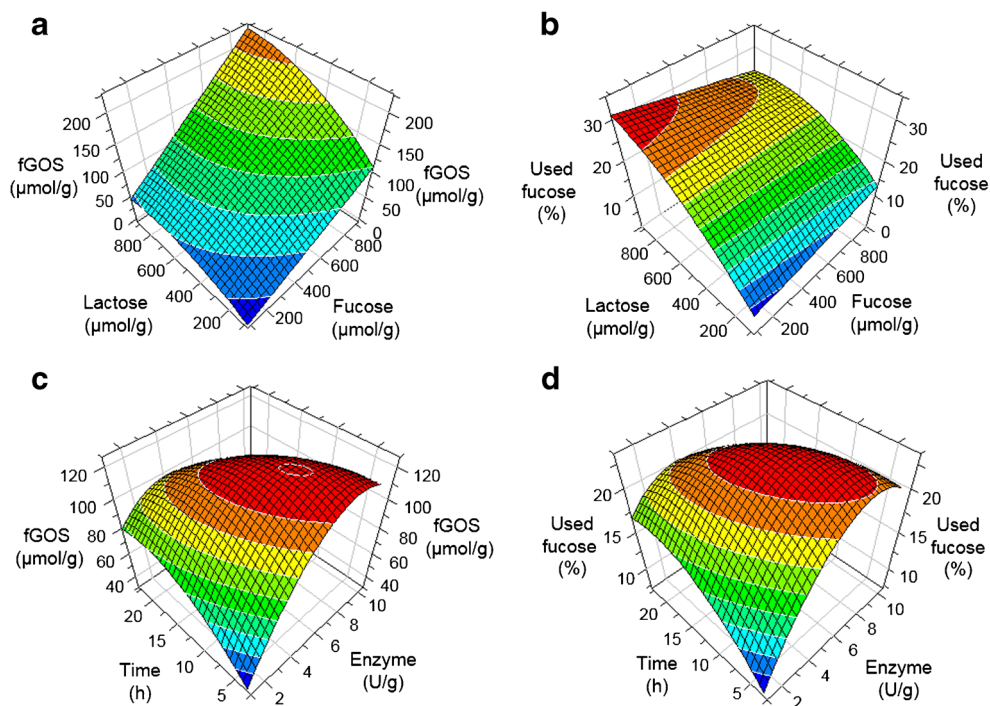 a
200
150
100
50
0
fGOS
(µmol/g)
800
600
400
200
Lactose
(µmol/g)
200
400
600
800
Fucose
(µmol/g)
200
150
100
50
0
fGOS
(µmol/g)
b
30
20
10
Used
fucose
(%)
800
600
400
200
Lactose
(µmol/g)
200
400
600
800
Fucose
(µmol/g)
30
20
10
0
Used
fucose
(%)
c
120
100
80
60
40
fGOS
(µmol/g)
20
15
10
5
Time
(h)
2
4
6
8
10
Enzyme
(U/g)
120
100
80
60
40
fGOS
(µmol/g)
d
20
15
10
Used
fucose
(%)
20
15
10
5
Time
(h)
2
4
6
8
10
Enzyme
(U/g)
20
15
10
Used
fucose
(%)